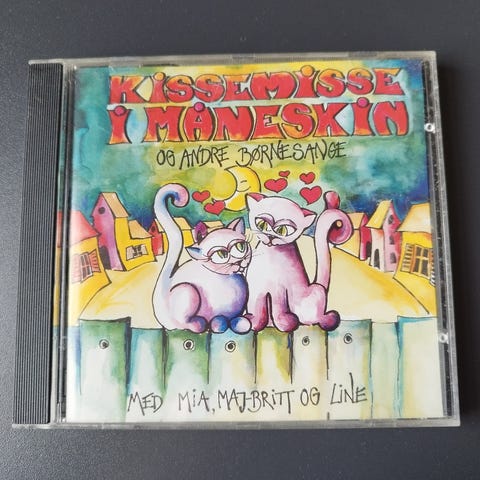 KISSEMISSE
I MÅNESKIN
OG ANDRE BØRNESANGE
MED MIA, MAJ-BRITT OG LINE